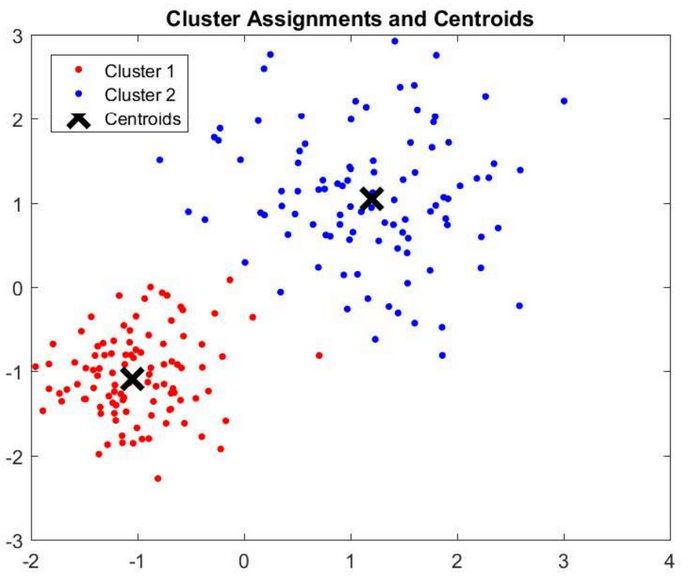 Cluster Assignments and Centroids
3
Cluster 1
Cluster 2
Centroids
2
1
0
-1
-2
-3
-2 -1 0 1 2 3 4